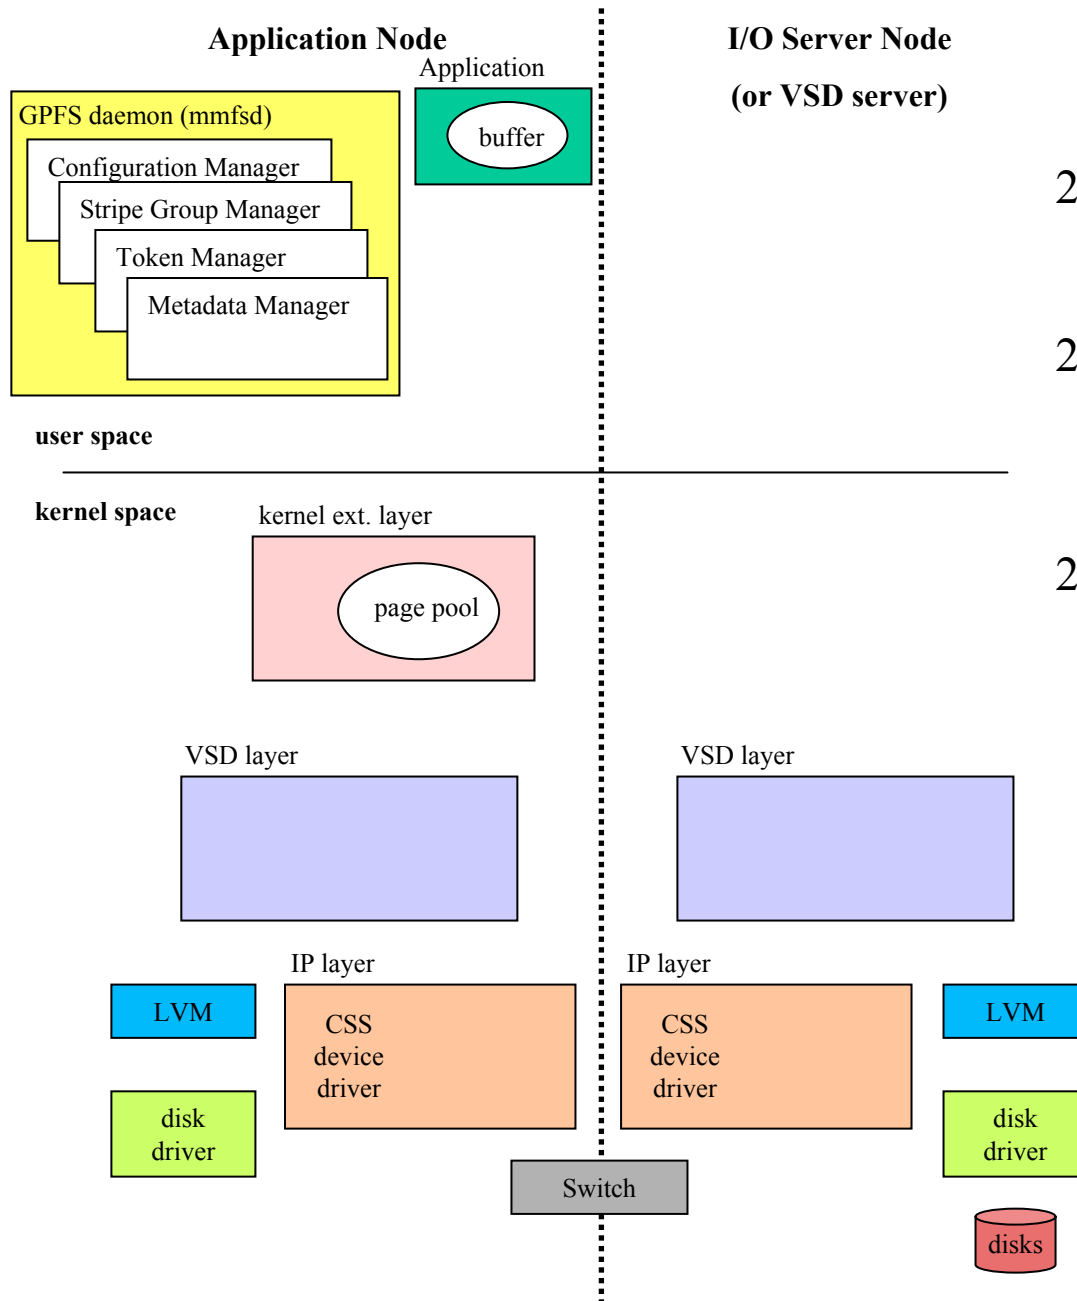 Application Node
I/O Server Node
(or VSD server)
Application
buffer
GPFS daemon (mmfsd)
Configuration Manager
Stripe Group Manager
Token Manager
Metadata Manager
2
2
user space
kernel space
kernel ext. layer
page pool
2
VSD layer
VSD layer
IP layer
IP layer
LVM
CSS
device
driver
CSS
device
driver
LVM
disk
driver
disk
driver
Switch
disks